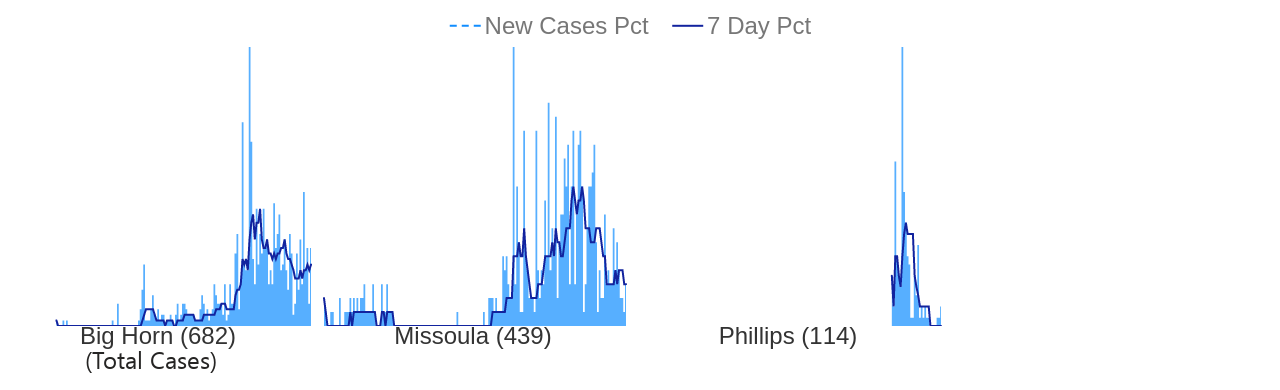 New Cases Pct 7 Day Pct
Big Horn (682) Missoula (439) Phillips (114)
(Total Cases)